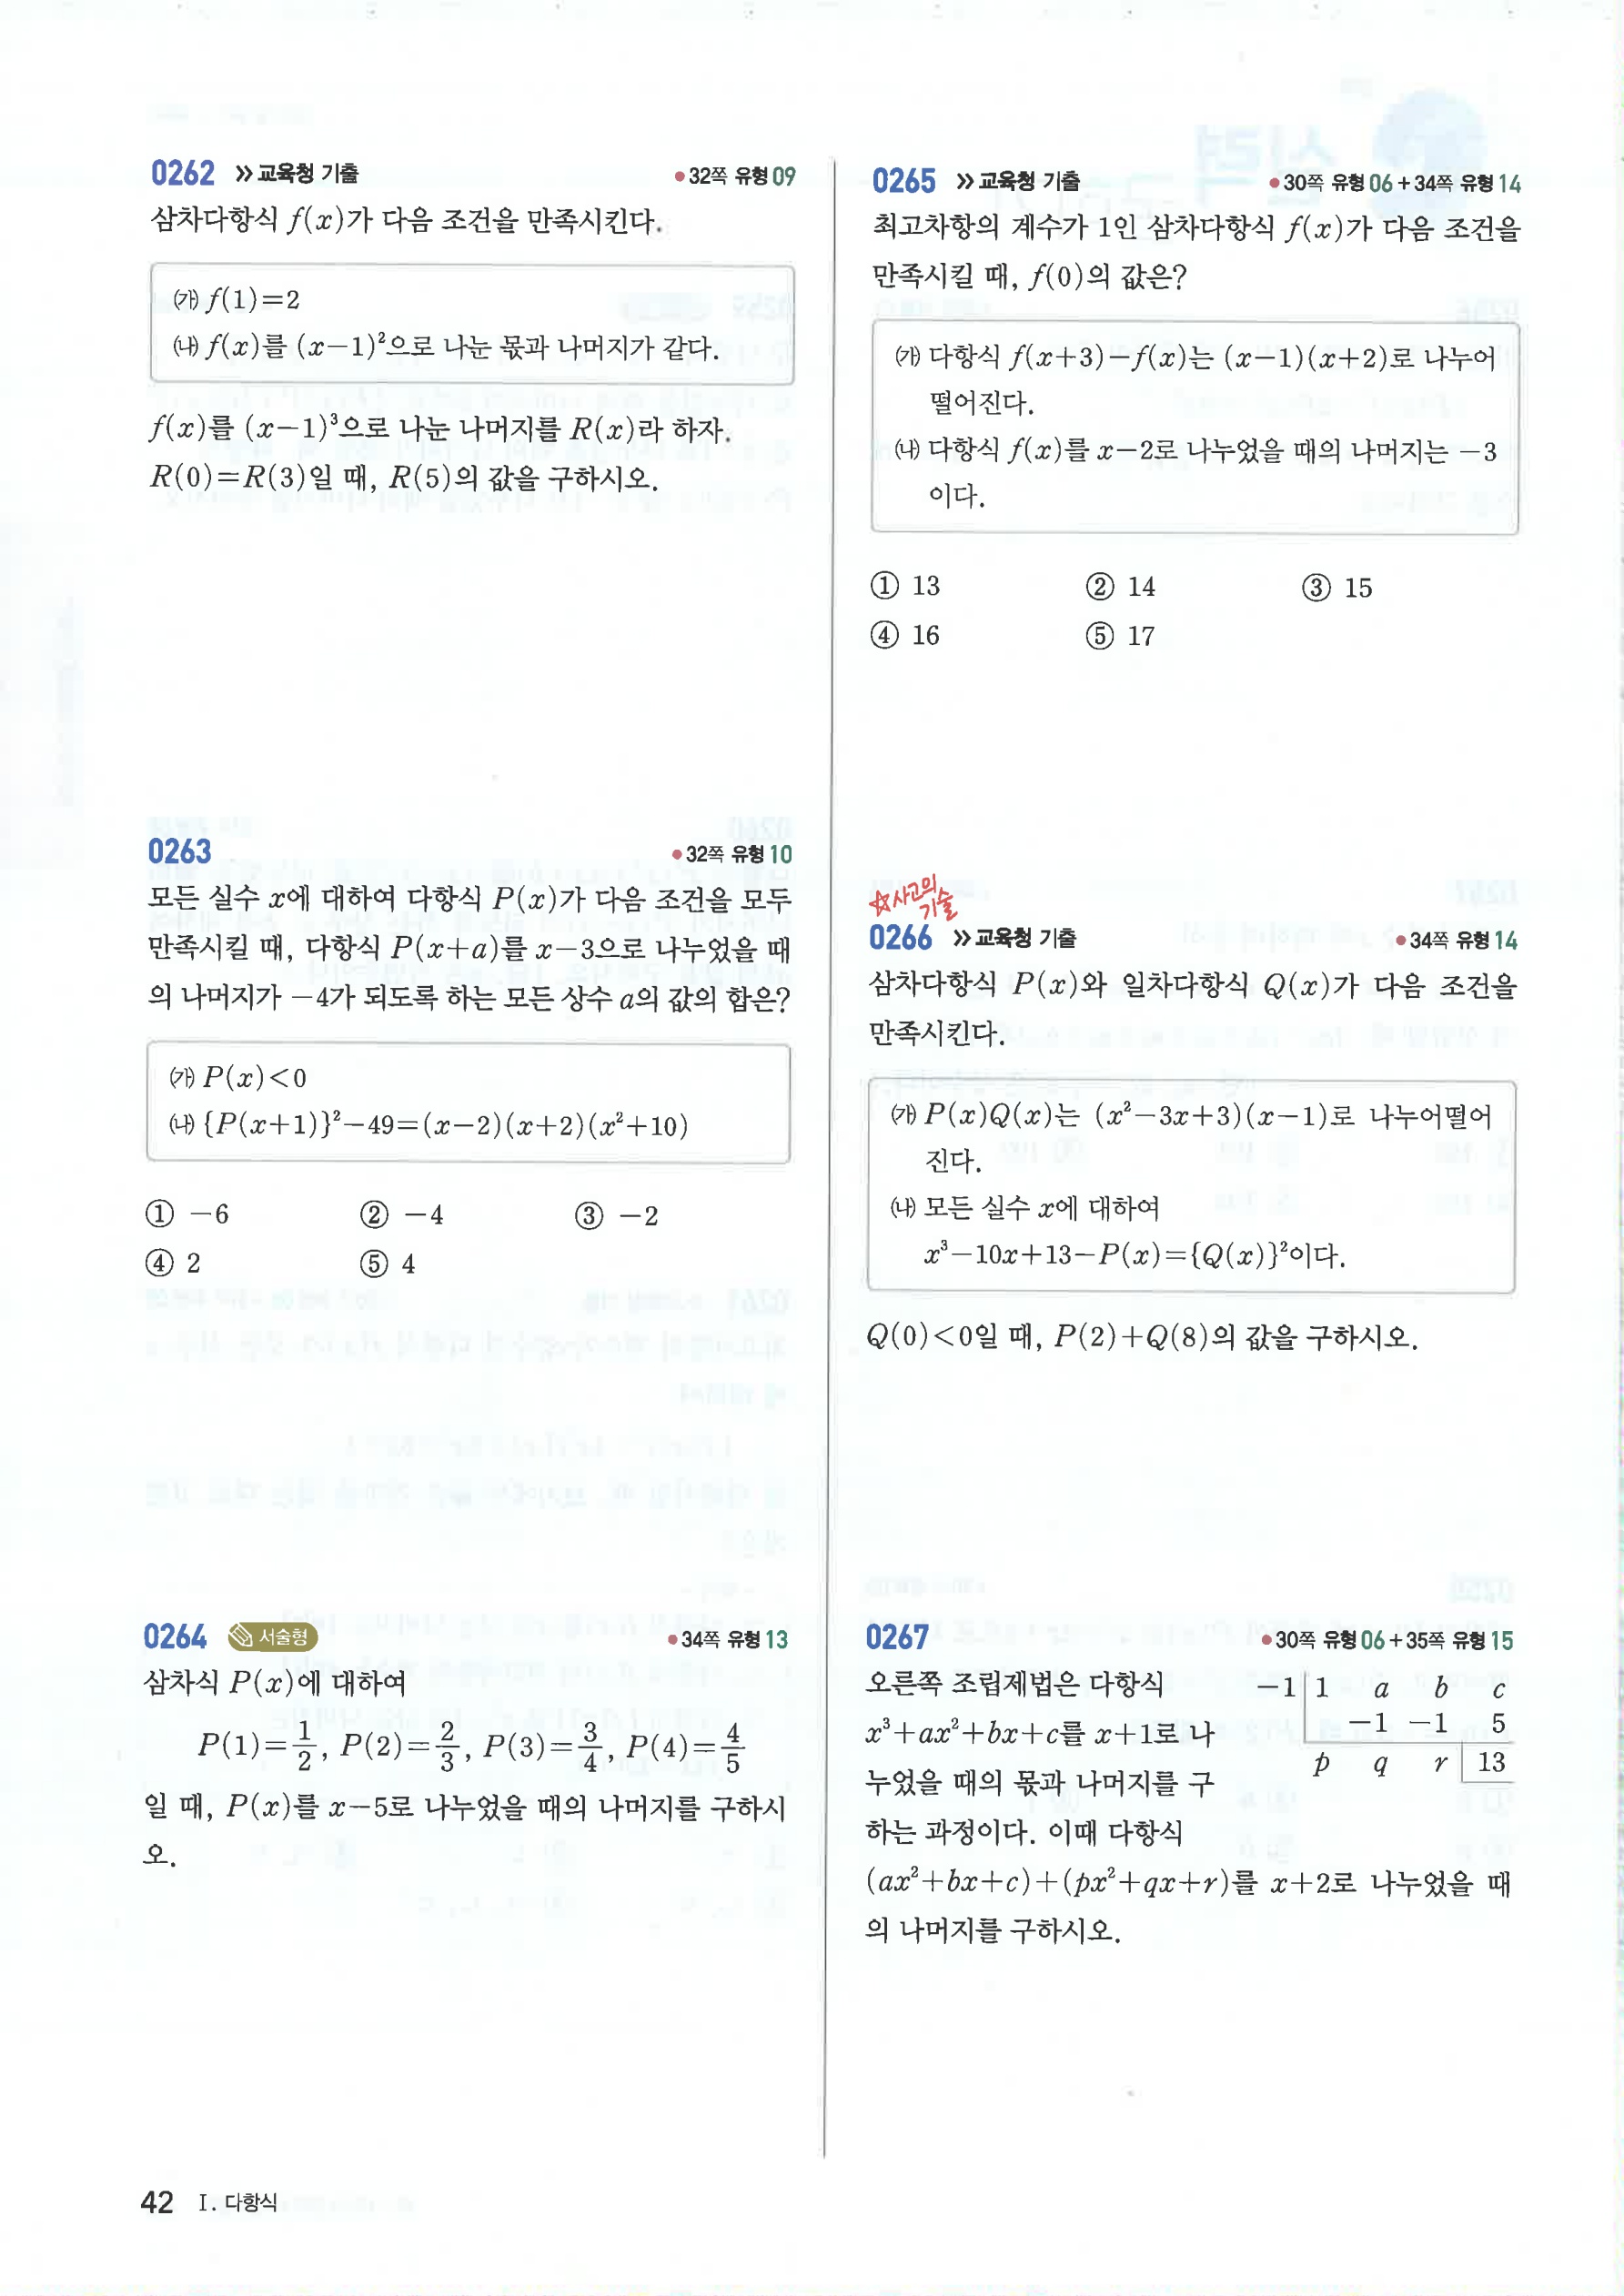 0262 » 교육청 기출 • 32쪽 유형 09
삼차다항식 f(x)가 다음 조건을 만족시킨다.
㈎ f(1)=2
㈏ f(x)를 (x-1)²으로 나눈 몫과 나머지가 같다.
f(x)를 (x-1)³으로 나눈 나머지를 R(x)라 하자.
R(0)=R(3)일 때, R(5)의 값을 구하시오.
0263 • 32쪽 유형 10
모든 실수 x에 대하여 다항식 P(x)가 다음 조건을 모두
만족시킬 때, 다항식 P(x+a)를 x-3으로 나누었을 때
의 나머지가 -4가 되도록 하는 모든 상수 a의 값의 합은?
㈎ P(x)<0
㈏ {P(x+1)}²-49=(x-2)(x+2)(x²+10)
① -6 ② -4 ③ -2
④ 2 ⑤ 4
0264 서술형 • 34쪽 유형 13
삼차식 P(x)에 대하여
P(1)=1/2, P(2)=2/3, P(3)=3/4, P(4)=4/5
일 때, P(x)를 x-5로 나누었을 때의 나머지를 구하시
오.
0265 » 교육청 기출 • 30쪽 유형 06 + 34쪽 유형 14
최고차항의 계수가 1인 삼차다항식 f(x)가 다음 조건을
만족시킬 때, f(0)의 값은?
㈎ 다항식 f(x+3)-f(x)는 (x-1)(x+2)로 나누어
떨어진다.
㈏ 다항식 f(x)를 x-2로 나누었을 때의 나머지는 -3
이다.
① 13 ② 14 ③ 15
④ 16 ⑤ 17
☆사고의
기술
0266 » 교육청 기출 • 34쪽 유형 14
삼차다항식 P(x)와 일차다항식 Q(x)가 다음 조건을
만족시킨다.
㈎ P(x)Q(x)는 (x²-3x+3)(x-1)로 나누어떨어
진다.
㈏ 모든 실수 x에 대하여
x³-10x+13-P(x)={Q(x)}²이다.
Q(0)<0일 때, P(2)+Q(8)의 값을 구하시오.
0267 • 30쪽 유형 06 + 35쪽 유형 15
오른쪽 조립제법은 다항식
x³+ax²+bx+c를 x+1로 나
누었을 때의 몫과 나머지를 구
하는 과정이다. 이때 다항식
(ax²+bx+c)+(px²+qx+r)를 x+2로 나누었을 때
의 나머지를 구하시오.
-1 1 a b c
-1 -1 5
p q r 13
42 I. 다항식